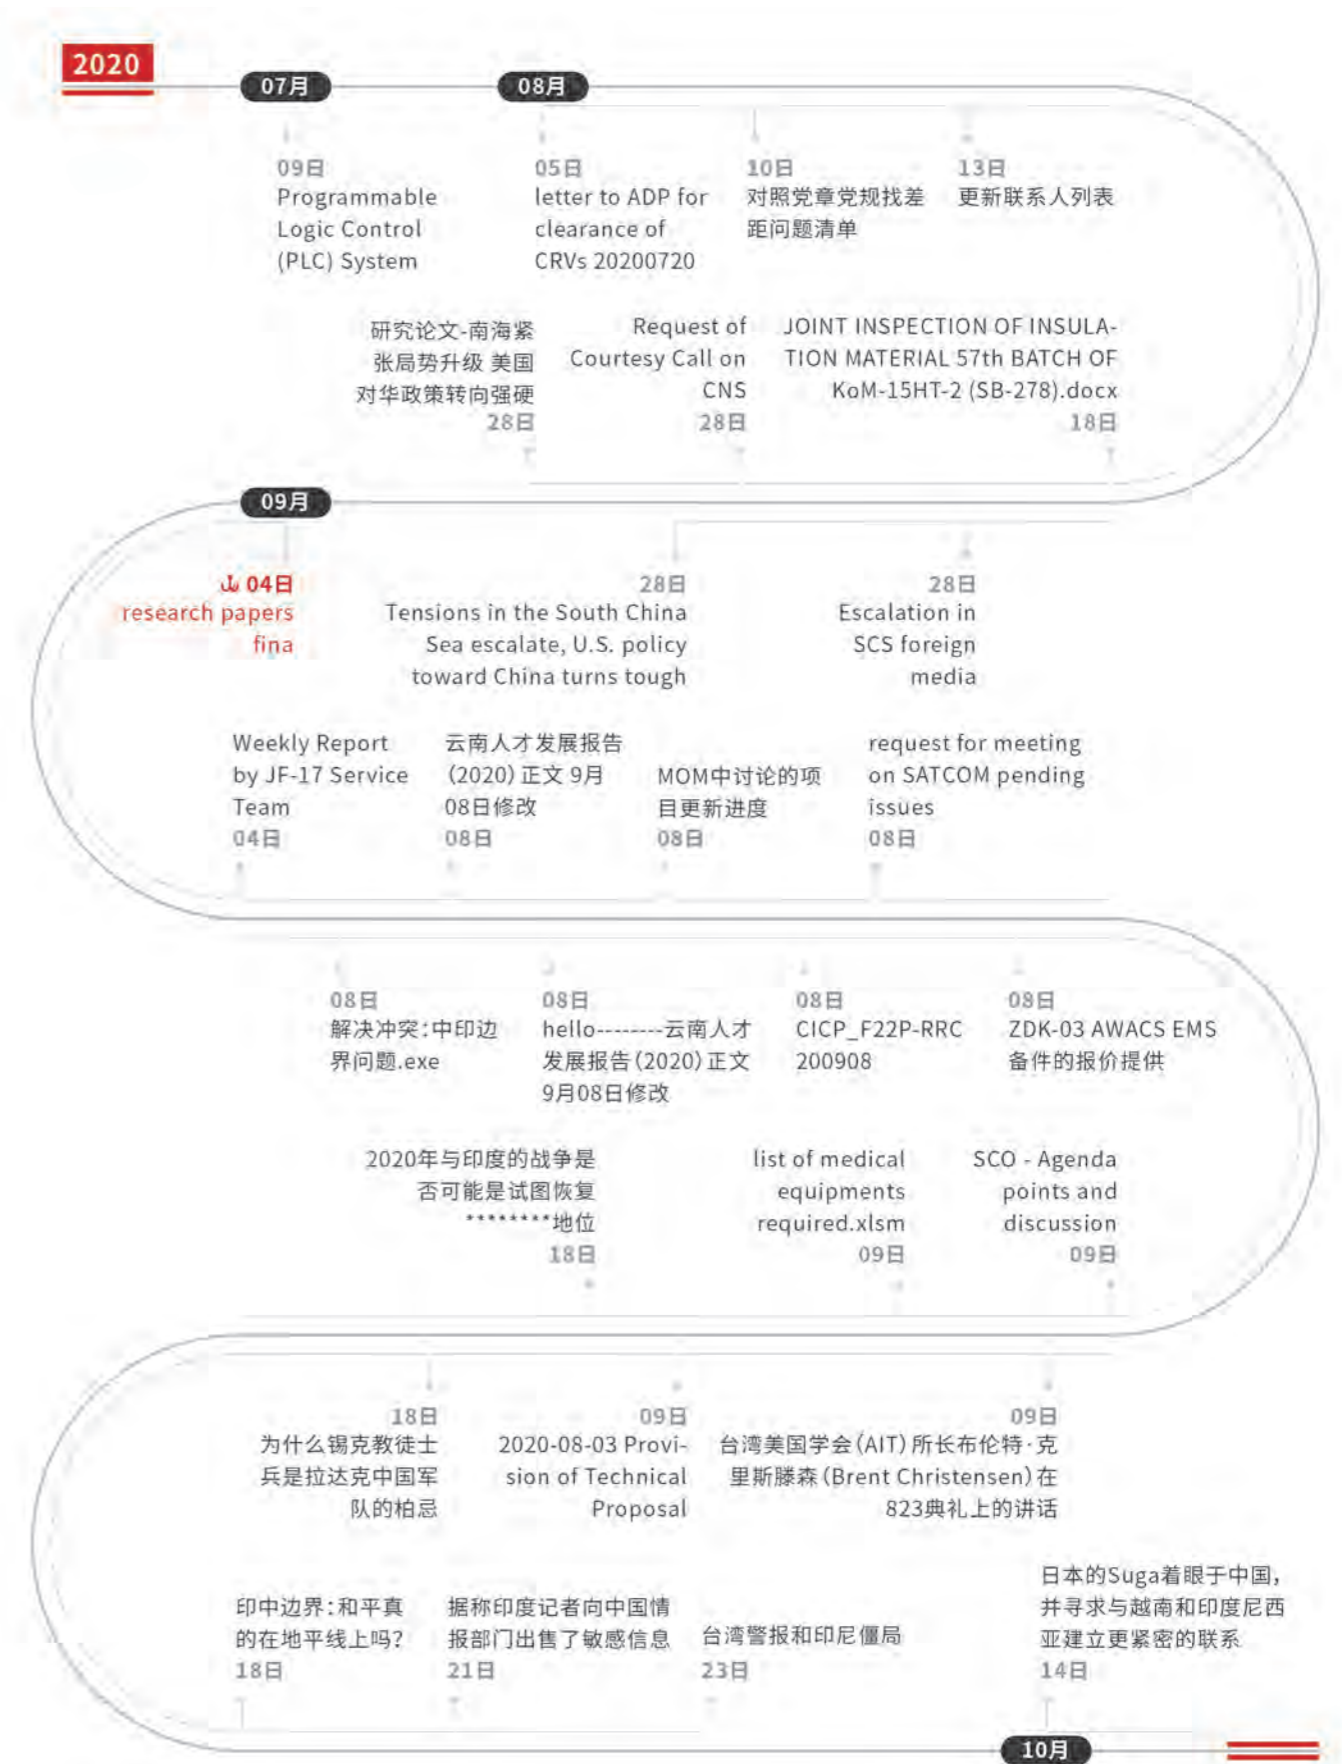 2020
07月
08月
09日
Programmable
Logic Control
(PLC) System
05日
letter to ADP for
clearance of
CRVs 20200720
10日
对照党章党规找差
距问题清单
13日
更新联系人列表
研究论文-南海紧
张局势升级 美国
对华政策转向强硬
28日
Request of
Courtesy Call on
CNS
28日
JOINT INSPECTION OF INSULA-
TION MATERIAL 57th BATCH OF
KoM-15HT-2 (SB-278).docx
18日
09月
04日
research papers
fina
28日
Tensions in the South China
Sea escalate, U.S. policy
toward China turns tough
28日
Escalation in
SCS foreign
media
Weekly Report
by JF-17 Service
Team
04日
云南人才发展报告
(2020) 正文 9月
08日修改
08日
MOM中讨论的项
目更新进度
08日
request for meeting
on SATCOM pending
issues
08日
08日
解决冲突:中印边
界问题.exe
08日
hello--------云南人才
发展报告(2020) 正文
9月08日修改
08日
CICP_F22P-RRC
200908
08日
ZDK-03 AWACS EMS
备件的报价提供
2020年与印度的战争是
否可能是试图恢复
********地位
18日
list of medical
equipments
required.xlsm
09日
SCO - Agenda
points and
discussion
09日
18日
为什么锡克教徒士
兵是拉达克中国军
队的柏忌
09日
2020-08-03 Provi-
sion of Technical
Proposal
09日
台湾美国学会(AIT) 所长布伦特·克
里斯滕森 (Brent Christensen) 在
823典礼上的讲话
印中边界:和平真
的在地平线上吗?
18日
据称印度记者向中国情
报部门出售了敏感信息
21日
台湾警报和印尼僵局
23日
日本的Suga着眼于中国,
并寻求与越南和印度尼西
亚建立更紧密的联系
14日
10月